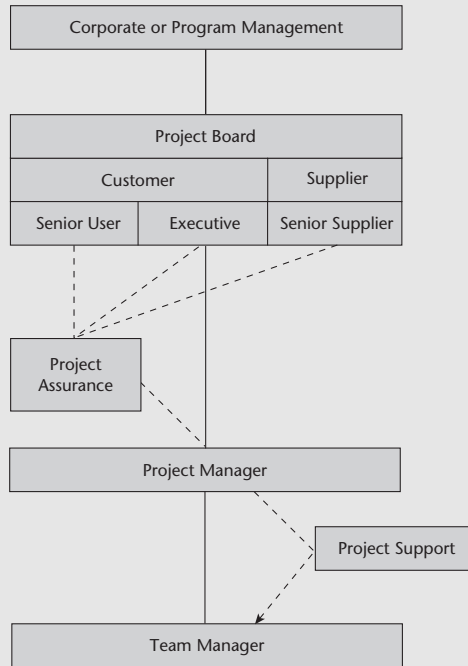 Corporate or Program Management
Project Board
Customer
Supplier
Senior User
Executive
Senior Supplier
Project
Assurance
Project Manager
Project Support
Team Manager